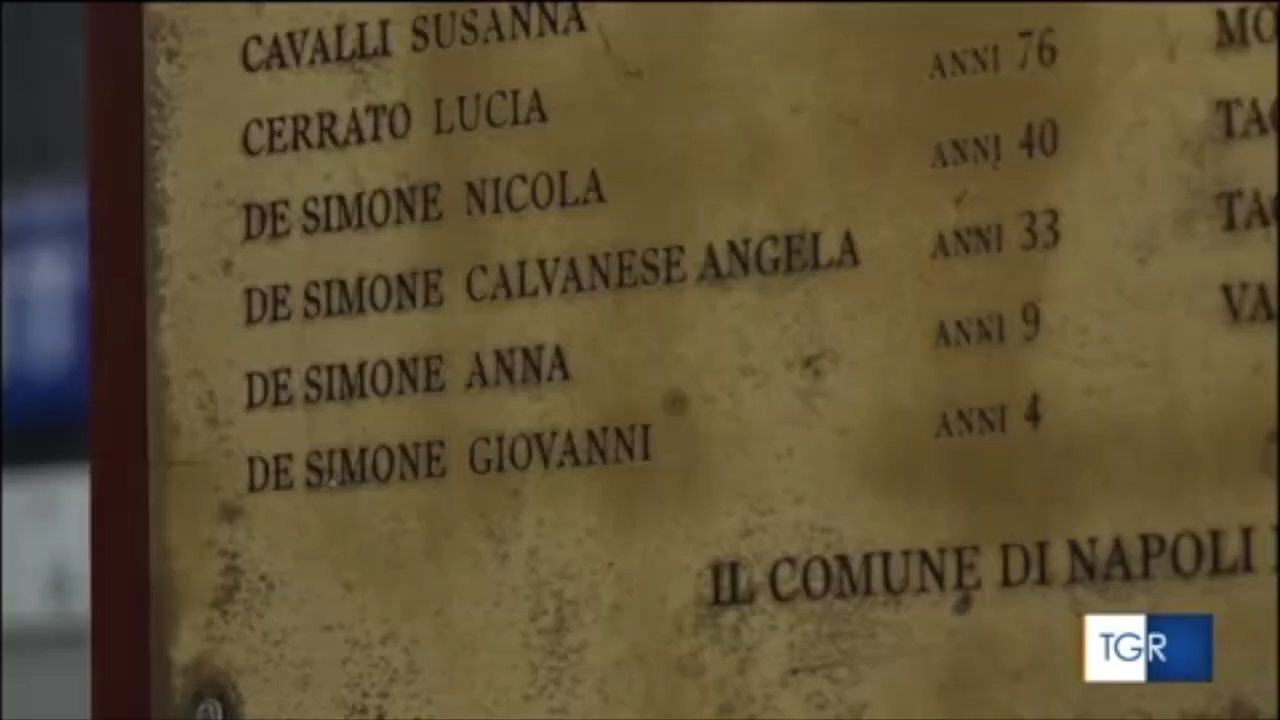 CAVALLI SUSANNA
CERRATO LUCIA ANNI 76
DE SIMONE NICOLA ANNI 40
DE SIMONE CALVANESE ANGELA ANNI 33
DE SIMONE ANNA ANNI 9
DE SIMONE GIOVANNI ANNI 4
IL COMUNE DI NAPOLI
TGR